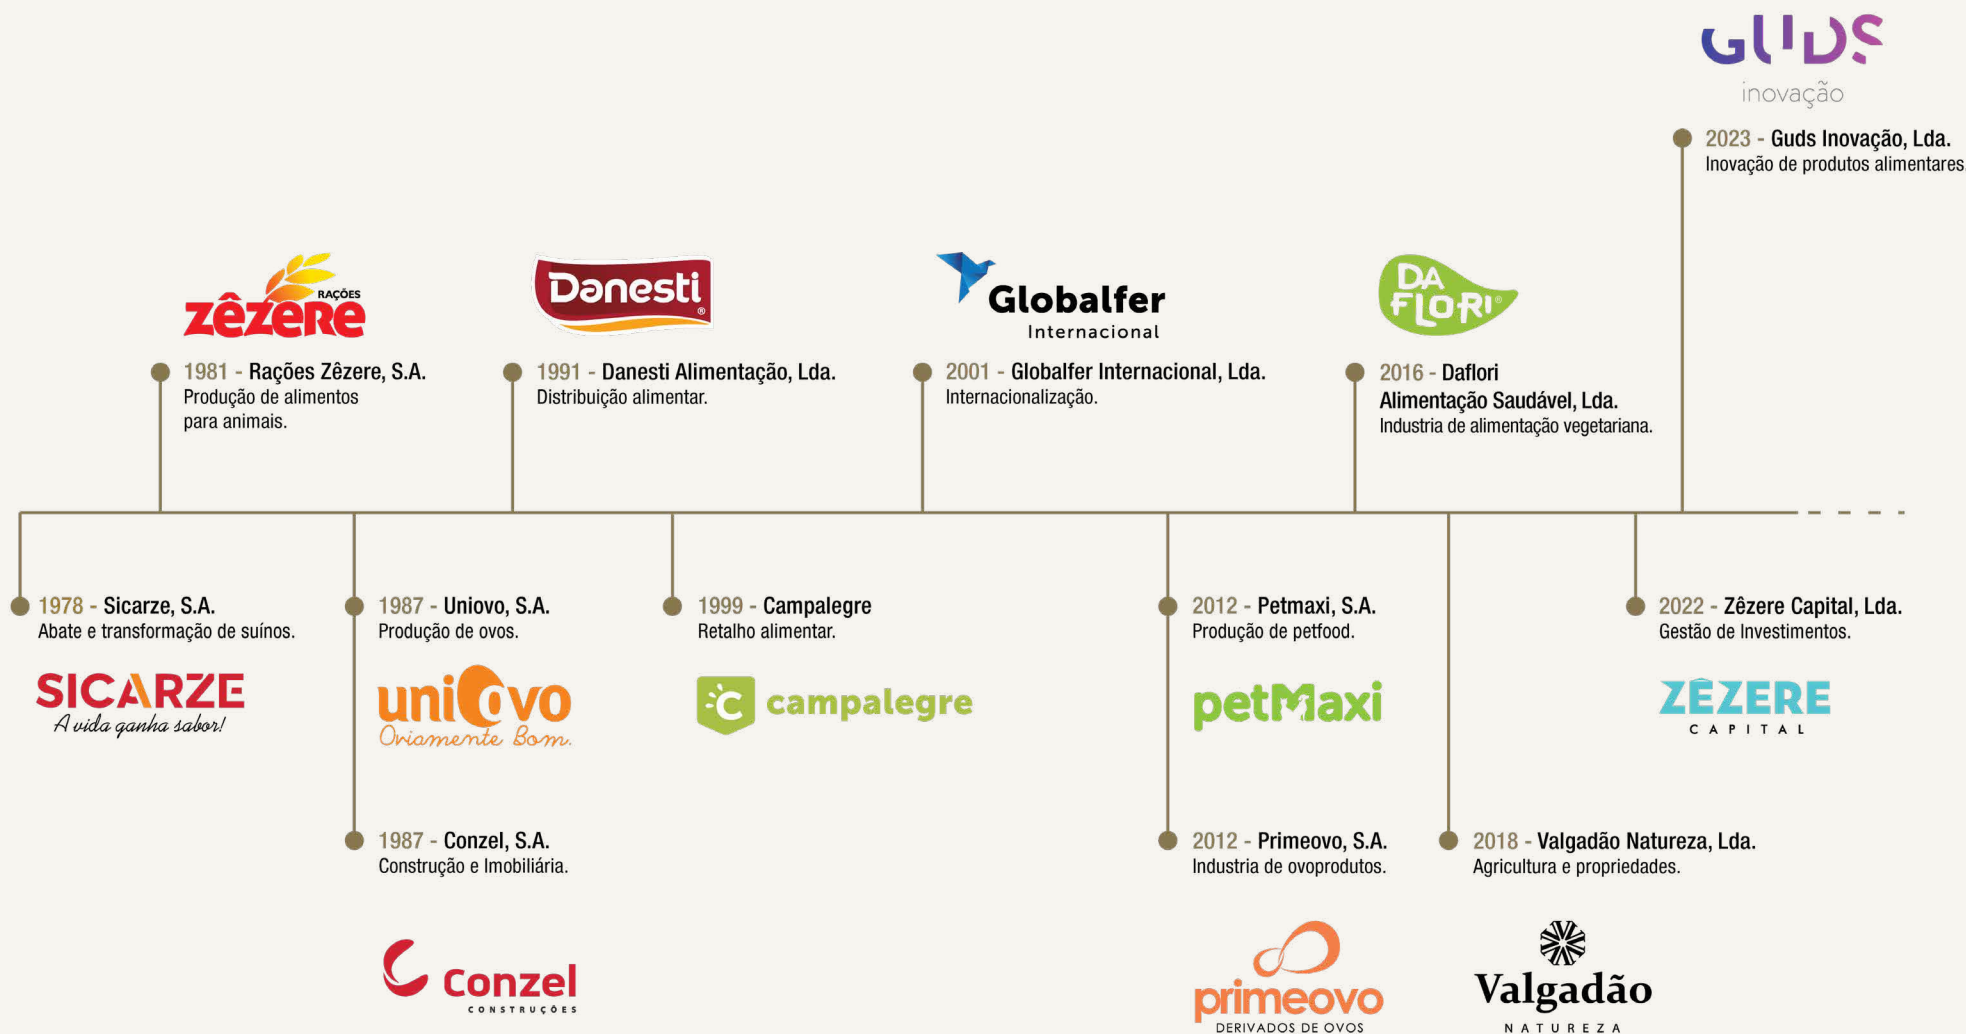 GUDS
inovação
2023 - Guds Inovação, Lda.
Inovação de produtos alimentares.
RAÇÕES
zêzere
1981 - Rações Zêzere, S.A.
Produção de alimentos
para animais.
Danesti
®
1991 - Danesti Alimentação, Lda.
Distribuição alimentar.
Globalfer
Internacional
2001 - Globalfer Internacional, Lda.
Internacionalização.
DA
FLORI®
2016 - Daflori
Alimentação Saudável, Lda.
Industria de alimentação vegetariana.
1978 - Sicarze, S.A.
Abate e transformação de suínos.
SICARZE
A vida ganha sabor!
1987 - Uniovo, S.A.
Produção de ovos.
uniovo
Oviamente Bom.
1999 - Campalegre
Retalho alimentar.
c campalegre
2012 - Petmaxi, S.A.
Produção de petfood.
petMaxi
2022 - Zêzere Capital, Lda.
Gestão de Investimentos.
ZÊZERE
CAPITAL
1987 - Conzel, S.A.
Construção e Imobiliária.
Conzel
CONSTRUÇÕES
2012 - Primeovo, S.A.
Industria de ovoprodutos.
primeovo
DERIVADOS DE OVOS
2018 - Valgadão Natureza, Lda.
Agricultura e propriedades.
Valgadão
NATUREZA